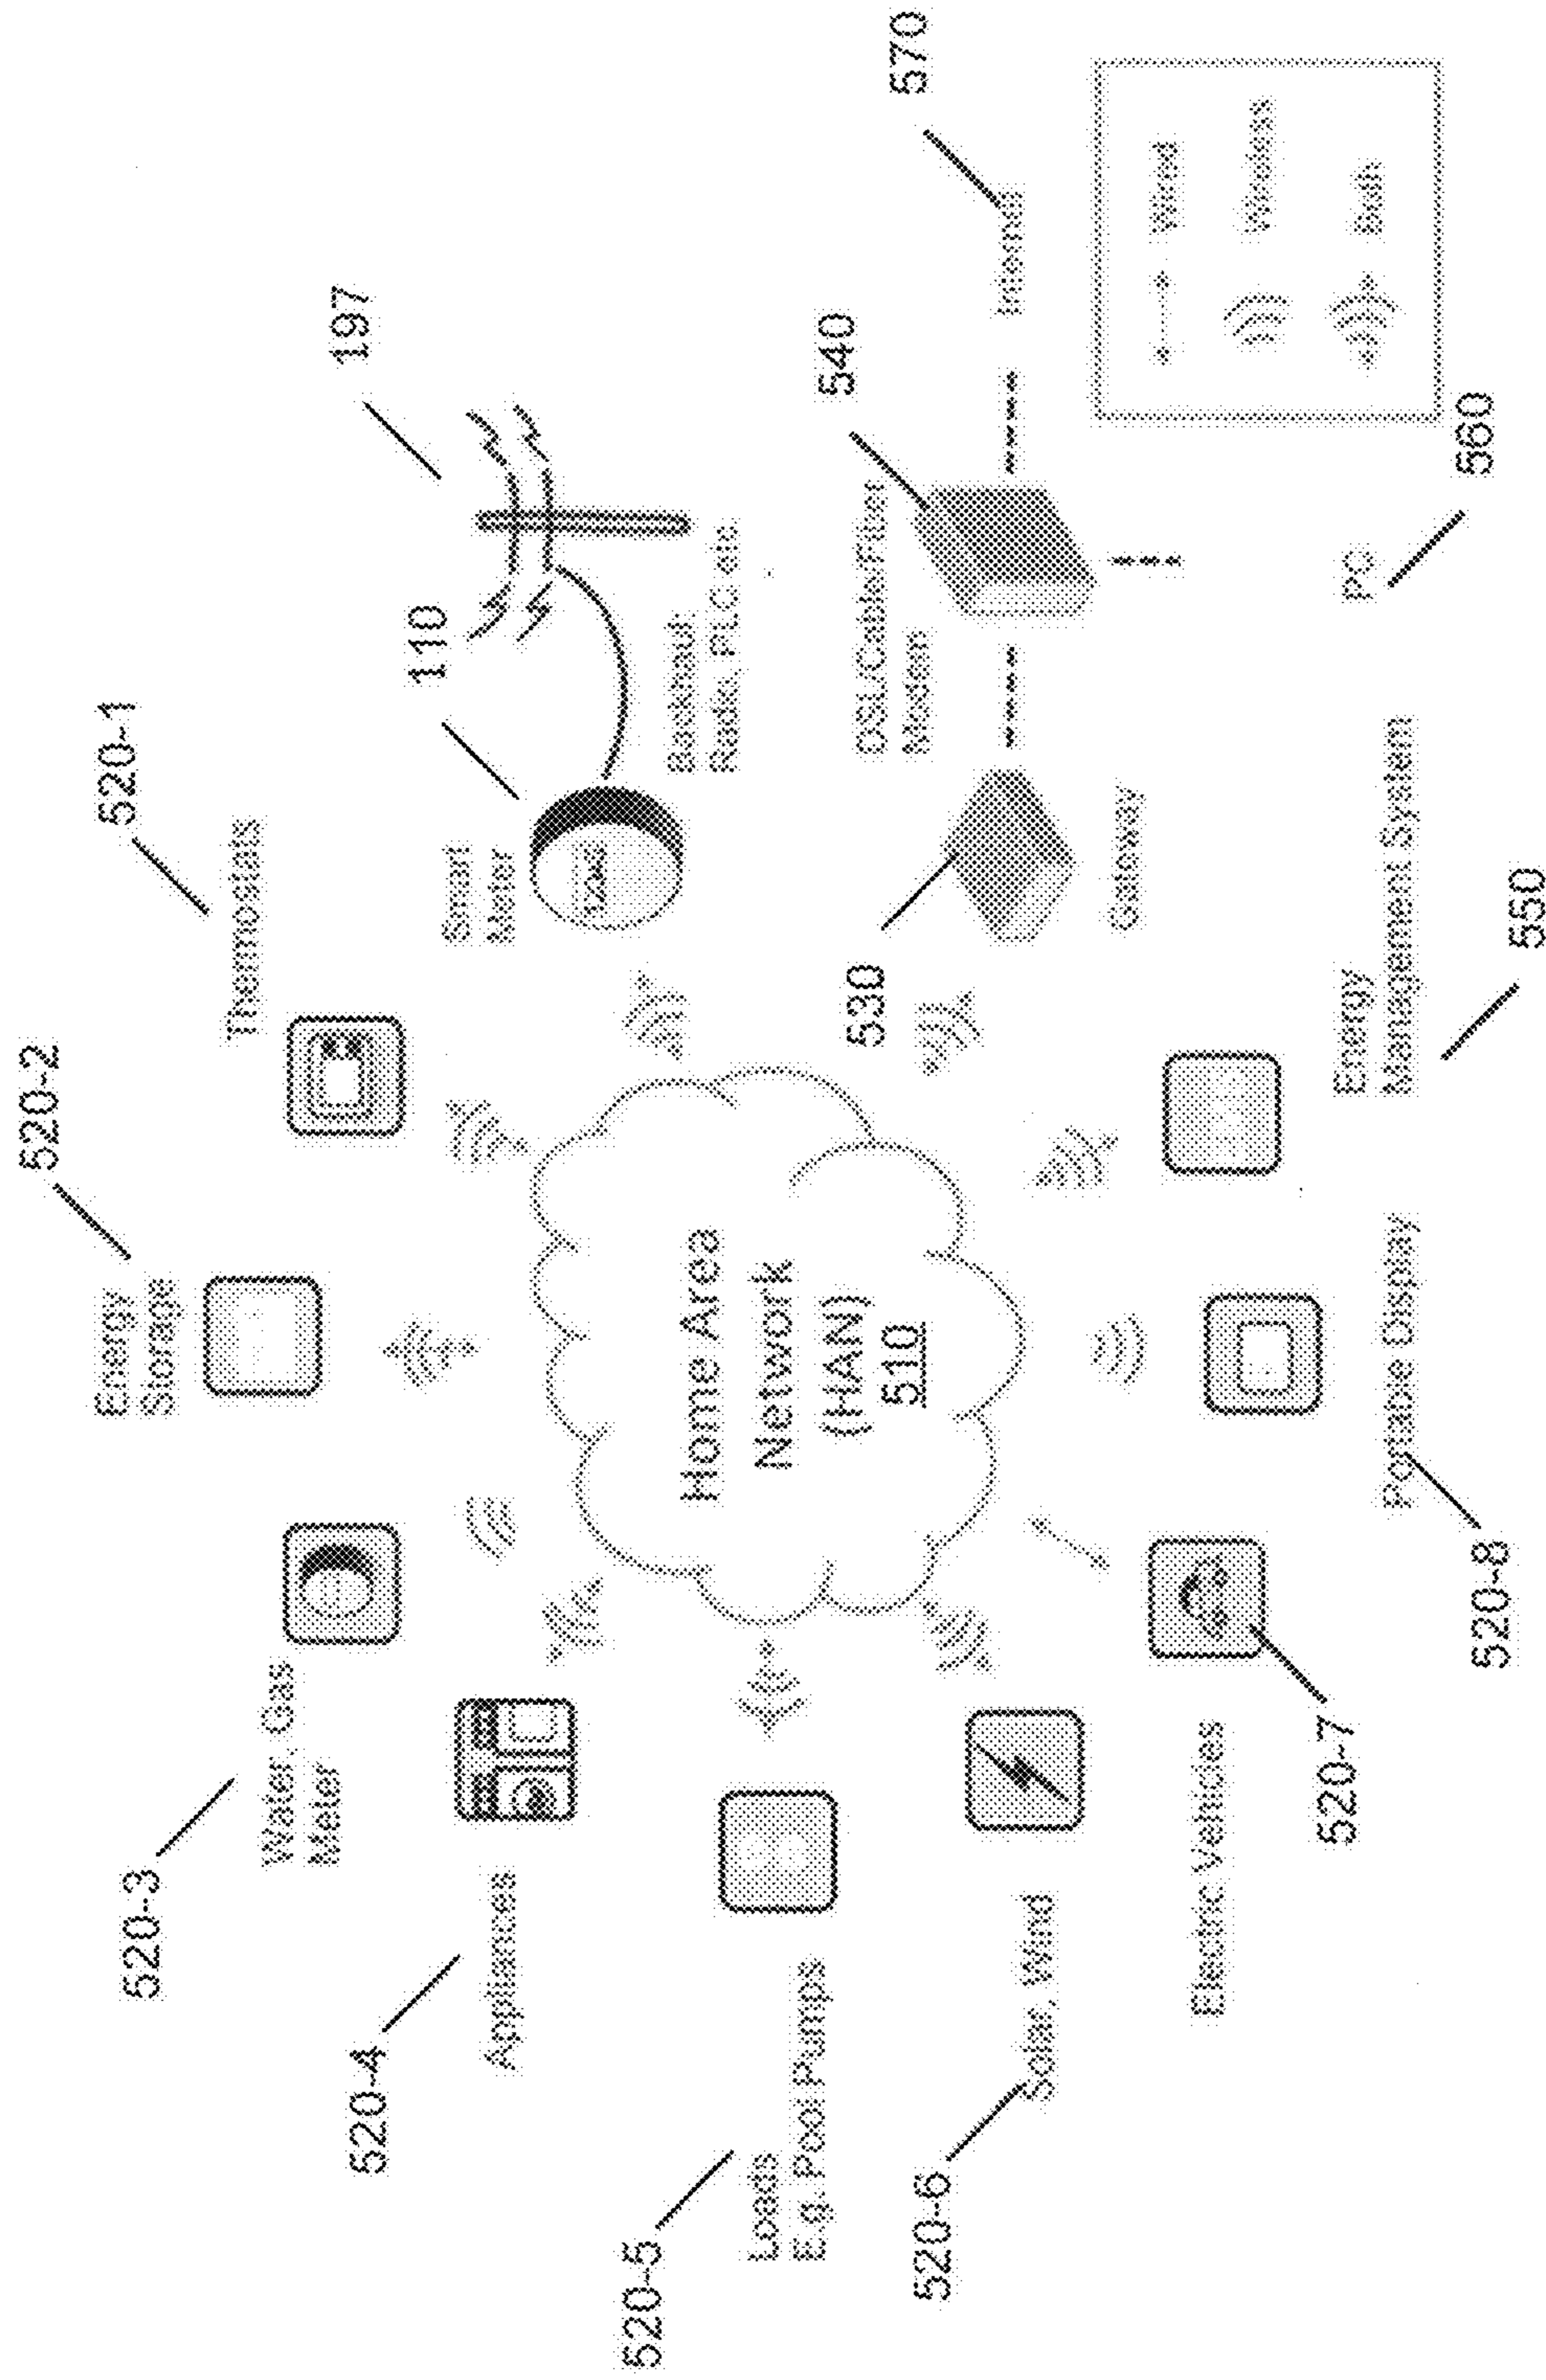 520-2
520-1
Energy
Storage
Thermostats
197
520-3
Water, Gas
Meter
110
Smart
Meter
520-4
Appliances
Backhaul:
Radio, PLC etc.
Home Area
Network
(HAN)
510
520-5
Loads
E.g. Pool Pumps
530
540
570
DSL/Cable/Fiber
Modem
Internet
520-6
Solar, Wind
Gateway
Wired
Wireless
Both
Electric Vehicles
520-7
Energy
Management System
PC
560
Portable Display
520-8
550